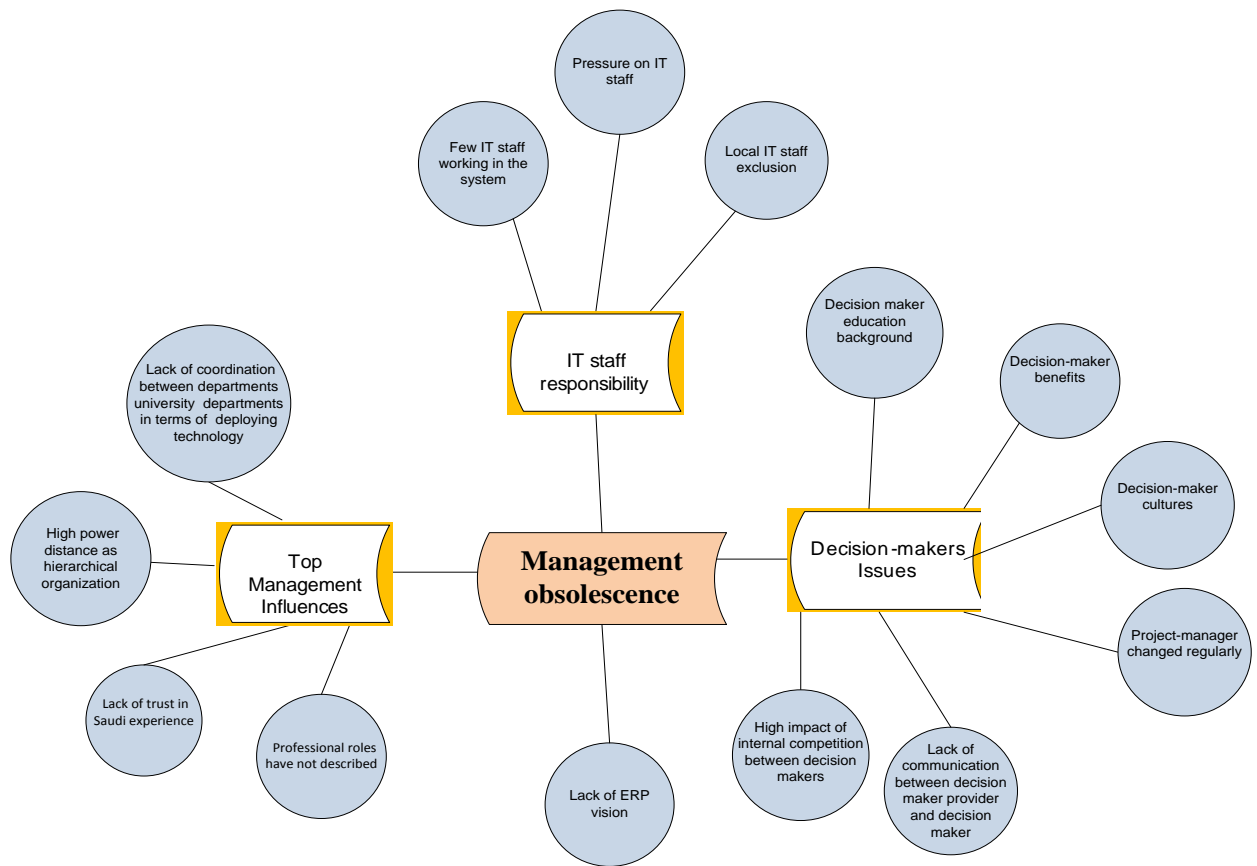 Pressure on IT
staff
Few IT staff
working in the
system
Local IT staff
exclusion
IT staff
responsibility
Decision maker
education
background
Decision-maker
benefits
Decision-maker
cultures
Project-manager
changed regularly
Decision-makers
Issues
Lack of coordination
between departments
university departments
in terms of deploying
technology
High power
distance as
hierarchical
organization
Top
Management
Influences
Management
obsolescence
Lack of trust in
Saudi experience
Professional roles
have not described
Lack of ERP
vision
High impact of
internal competition
between decision
makers
Lack of
communication
between decision
maker provider
and decision
maker